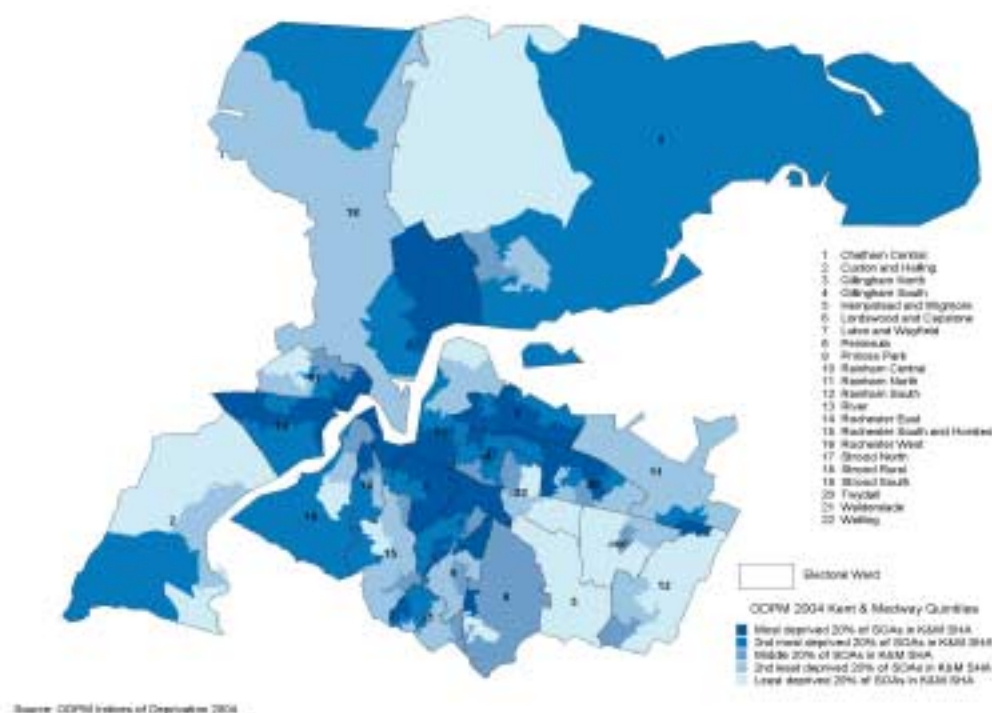 1 Chatham Central
2 Cuxton and Halling
3 Gillingham North
4 Gillingham South
5 Hempstead and Wigmore
6 Lordswood and Capstone
7 Luton and Wayfield
8 Peninsula
9 Princes Park
10 Rainham Central
11 Rainham North
12 Rainham South
13 River
14 Rochester East
15 Rochester South and Horsted
16 Rochester West
17 Strood North
18 Strood Rural
19 Strood South
20 Twydall
21 Walderslade
22 Watling
Electoral Ward
ODPM 2004 Kent & Medway Quintiles
Most deprived 20% of SOAs in K&M SHA
2nd most deprived 20% of SOAs in K&M SHA
Middle 20% of SOAs in K&M SHA
2nd least deprived 20% of SOAs in K&M SHA
Least deprived 20% of SOAs in K&M SHA
Source: ODPM Indices of Deprivation 2004